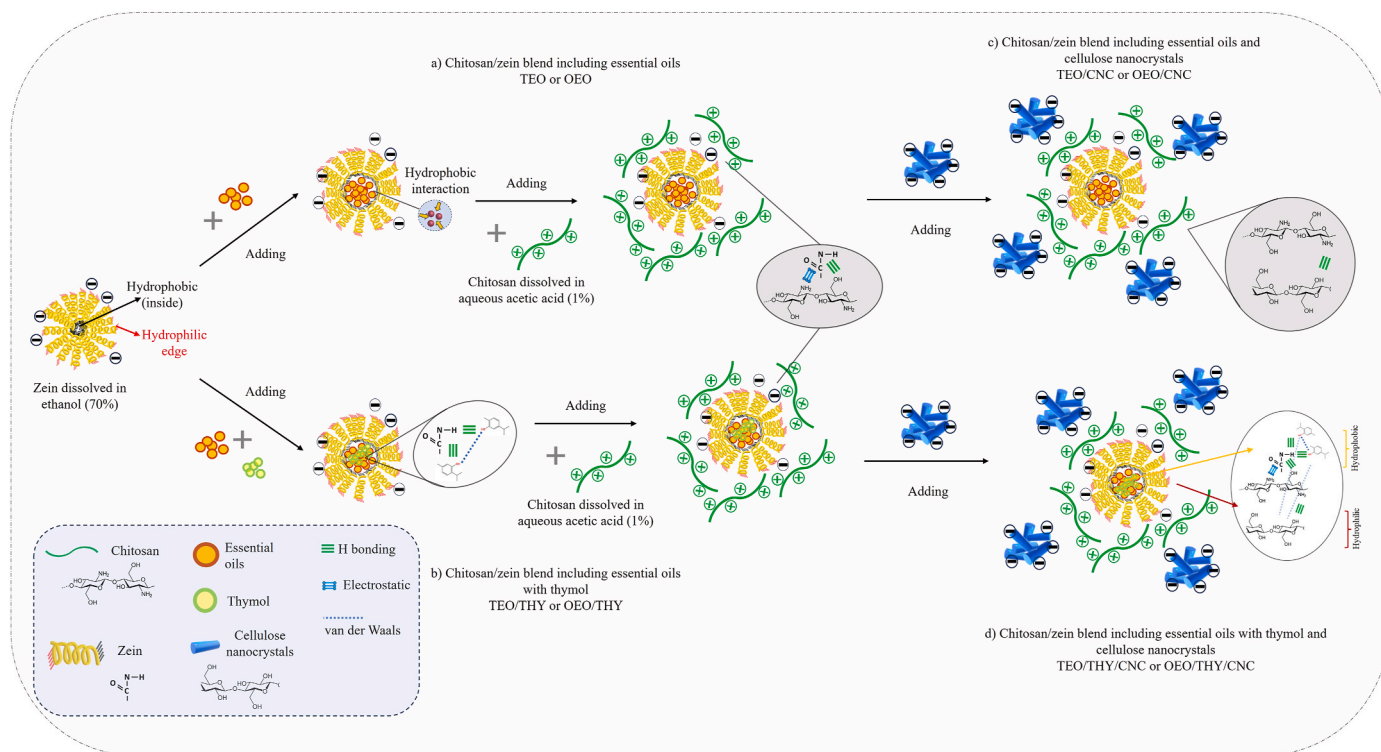 a) Chitosan/zein blend including essential oils
TEO or OEO
c) Chitosan/zein blend including essential oils and
cellulose nanocrystals
TEO/CNC or OEO/CNC
Hydrophobic
interaction
Adding
Adding
Adding
Chitosan dissolved in
aqueous acetic acid (1%)
Hydrophobic
(inside)
Hydrophilic
edge
Zein dissolved in
ethanol (70%)
Adding
Adding
Adding
Chitosan dissolved in
aqueous acetic acid (1%)
Hydrophobic
Hydrophilic
b) Chitosan/zein blend including essential oils
with thymol
TEO/THY or OEO/THY
d) Chitosan/zein blend including essential oils with thymol and
cellulose nanocrystals
TEO/THY/CNC or OEO/THY/CNC
Chitosan
Essential
oils
H bonding
Thymol
Electrostatic
van der Waals
Zein
Cellulose
nanocrystals